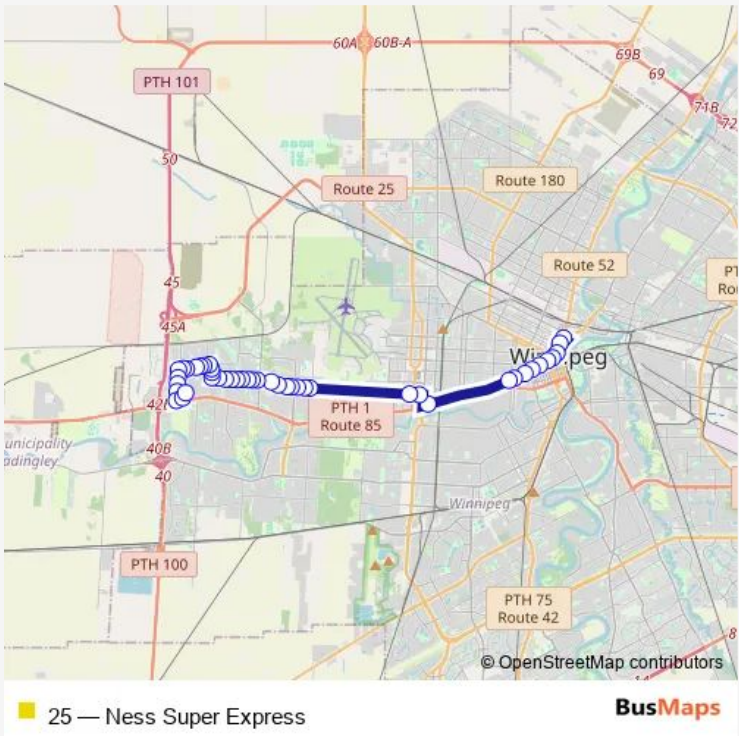 60A 60B-A
69B
69
71B
72
PTH 101
50
Route 25
Route 180
Route 52
45
45A
Winnipeg
PTH 1
Route 85
42
unicipality
adingley
40B
40
Winnipeg
PTH 100
PTH 75
Route 42
8
© OpenStreetMap contributors
25 — Ness Super Express
BusMaps